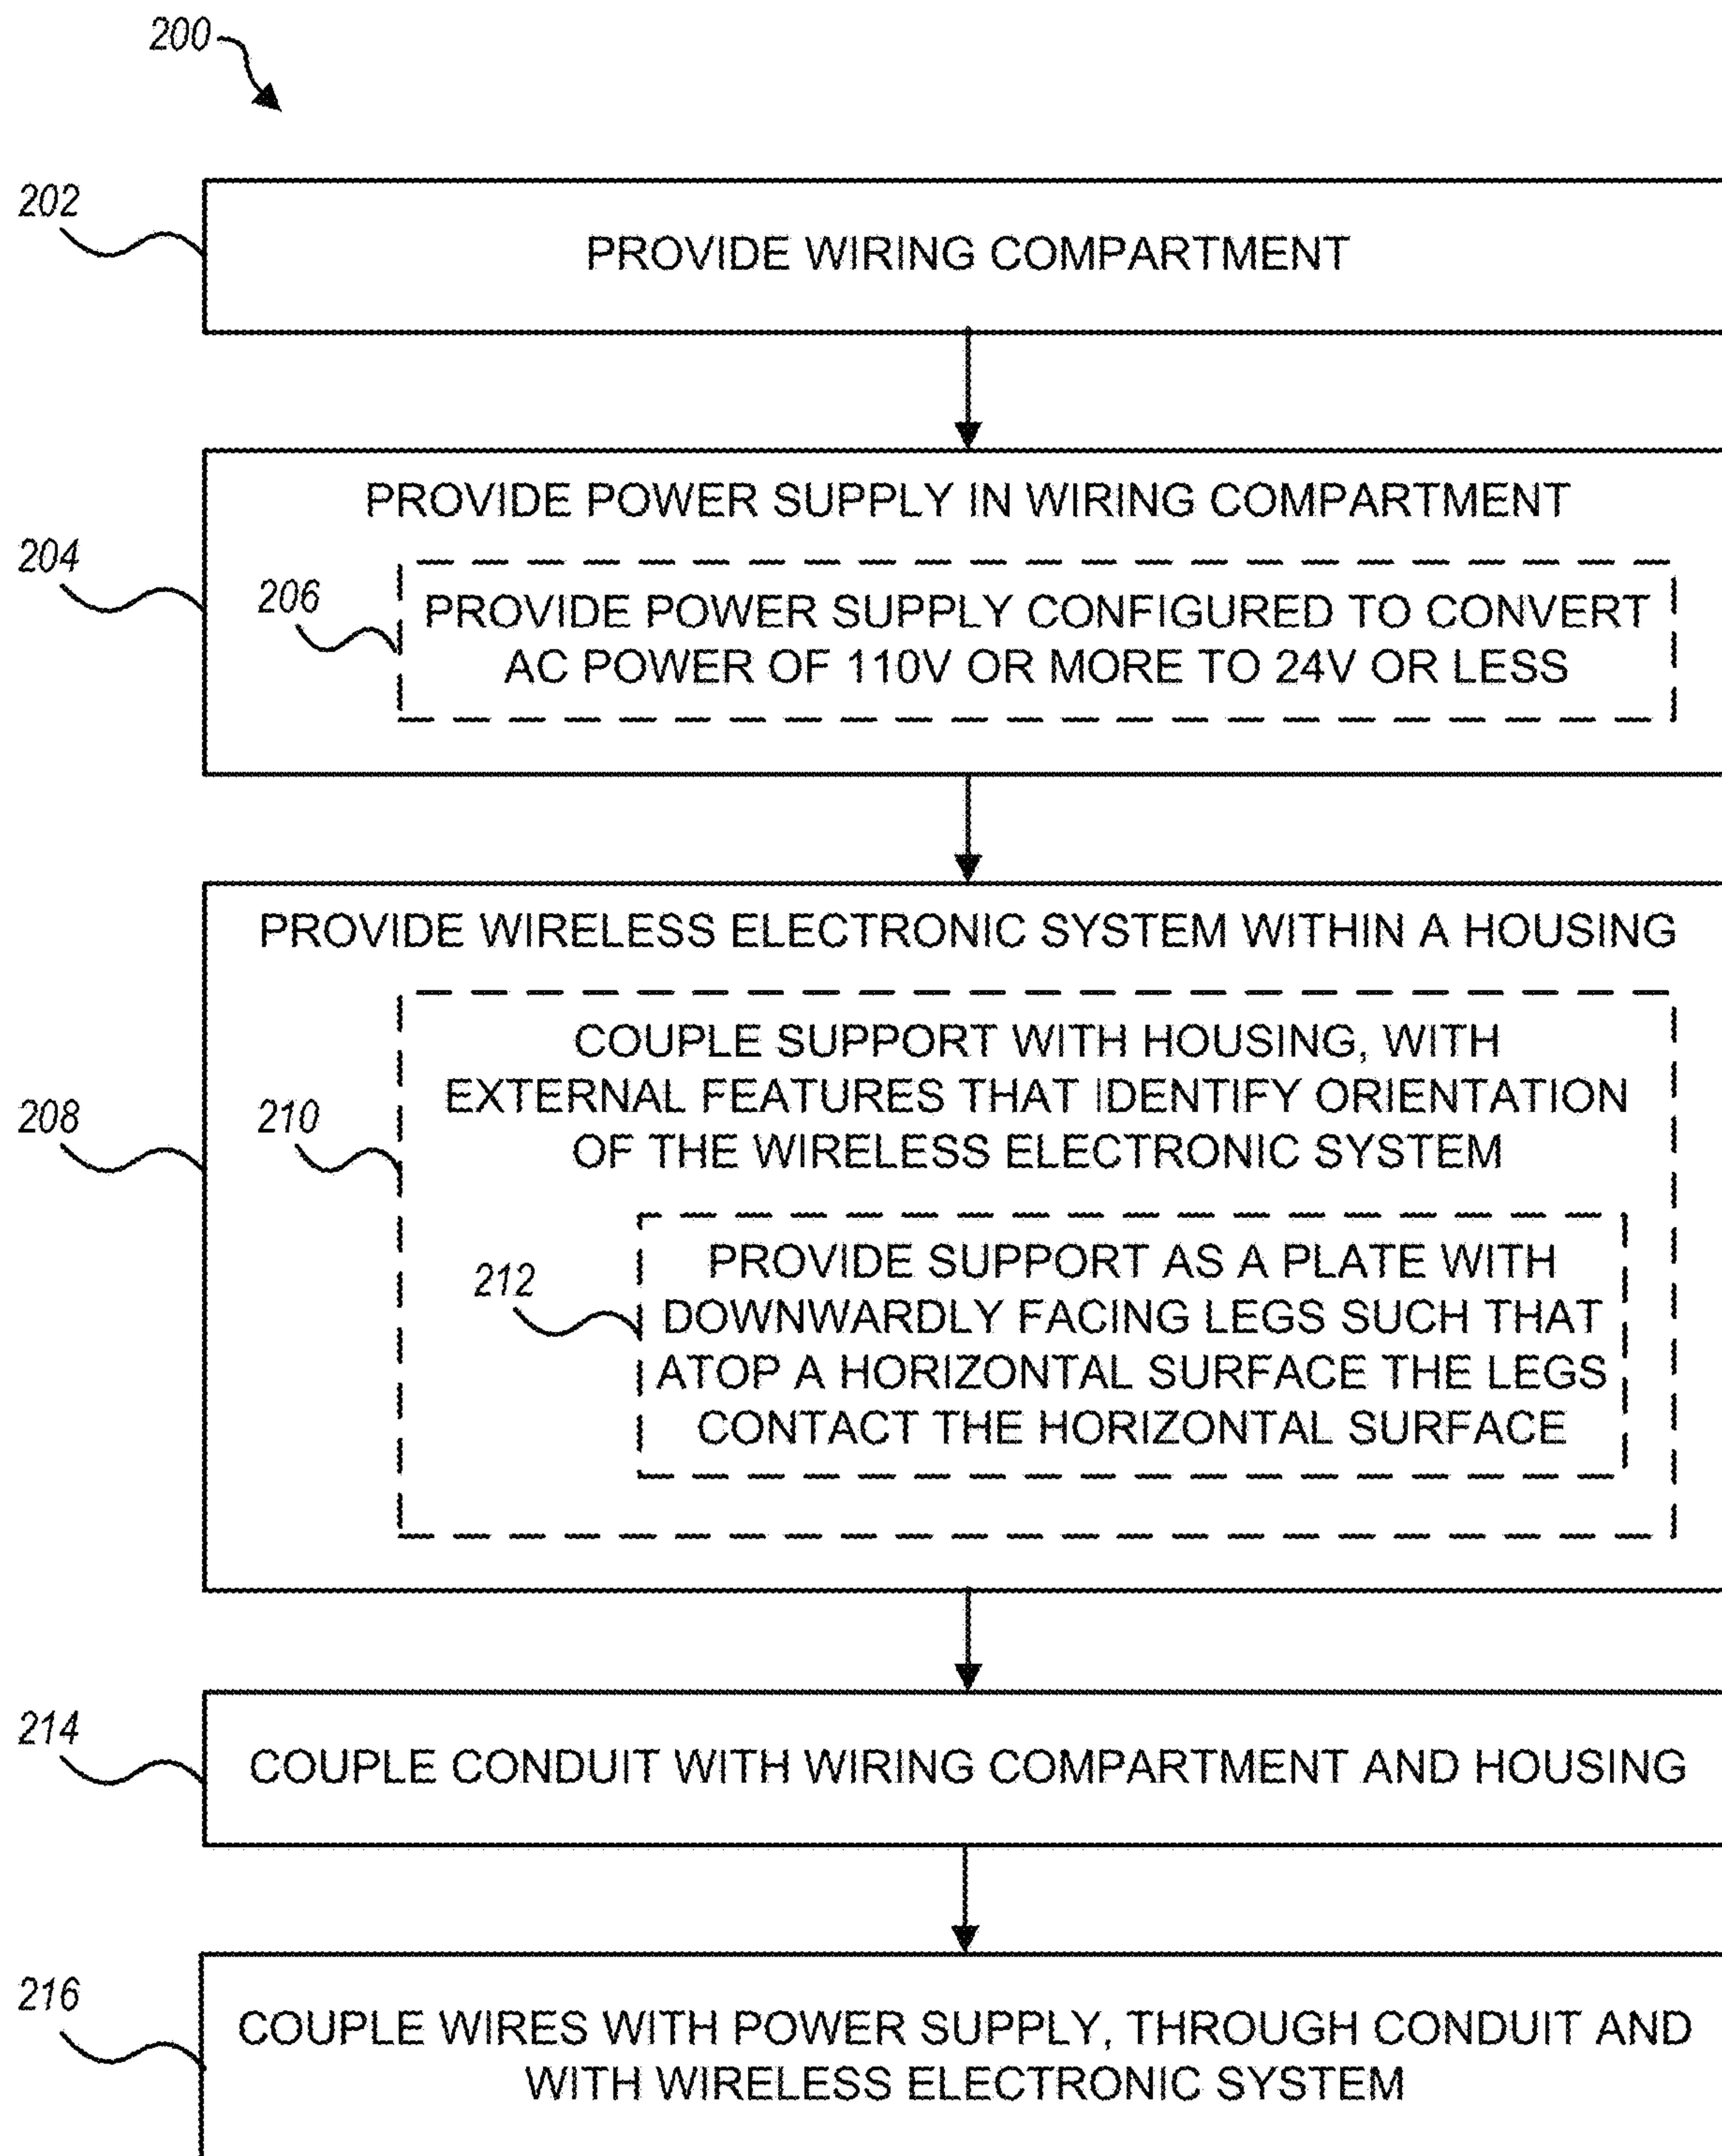 200
202
PROVIDE WIRING COMPARTMENT
204
PROVIDE POWER SUPPLY IN WIRING COMPARTMENT
206
PROVIDE POWER SUPPLY CONFIGURED TO CONVERT
AC POWER OF 110V OR MORE TO 24V OR LESS
208
PROVIDE WIRELESS ELECTRONIC SYSTEM WITHIN A HOUSING
210
COUPLE SUPPORT WITH HOUSING, WITH
EXTERNAL FEATURES THAT IDENTIFY ORIENTATION
OF THE WIRELESS ELECTRONIC SYSTEM
212
PROVIDE SUPPORT AS A PLATE WITH
DOWNWARDLY FACING LEGS SUCH THAT
ATOP A HORIZONTAL SURFACE THE LEGS
CONTACT THE HORIZONTAL SURFACE
214
COUPLE CONDUIT WITH WIRING COMPARTMENT AND HOUSING
216
COUPLE WIRES WITH POWER SUPPLY, THROUGH CONDUIT AND
WITH WIRELESS ELECTRONIC SYSTEM